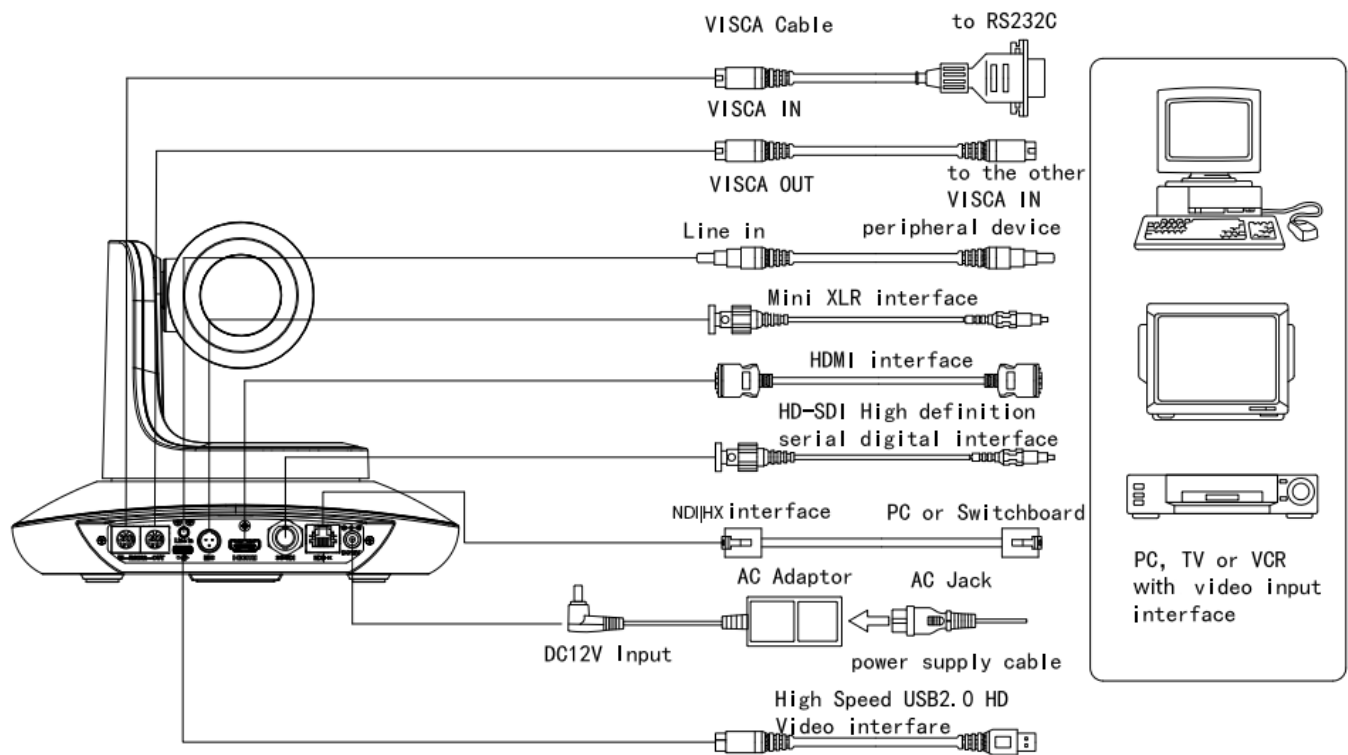 VISCA Cable
to RS232C
VISCA IN
VISCA OUT
to the other
VISCA IN
Line in
peripheral device
Mini XLR interface
HDMI interface
HD-SDI High definition
serial digital interface
NDI|HX interface
PC or Switchboard
AC Adaptor
AC Jack
DC12V Input
power supply cable
High Speed USB2.0 HD
Video interfare
PC, TV or VCR
with video input
interface